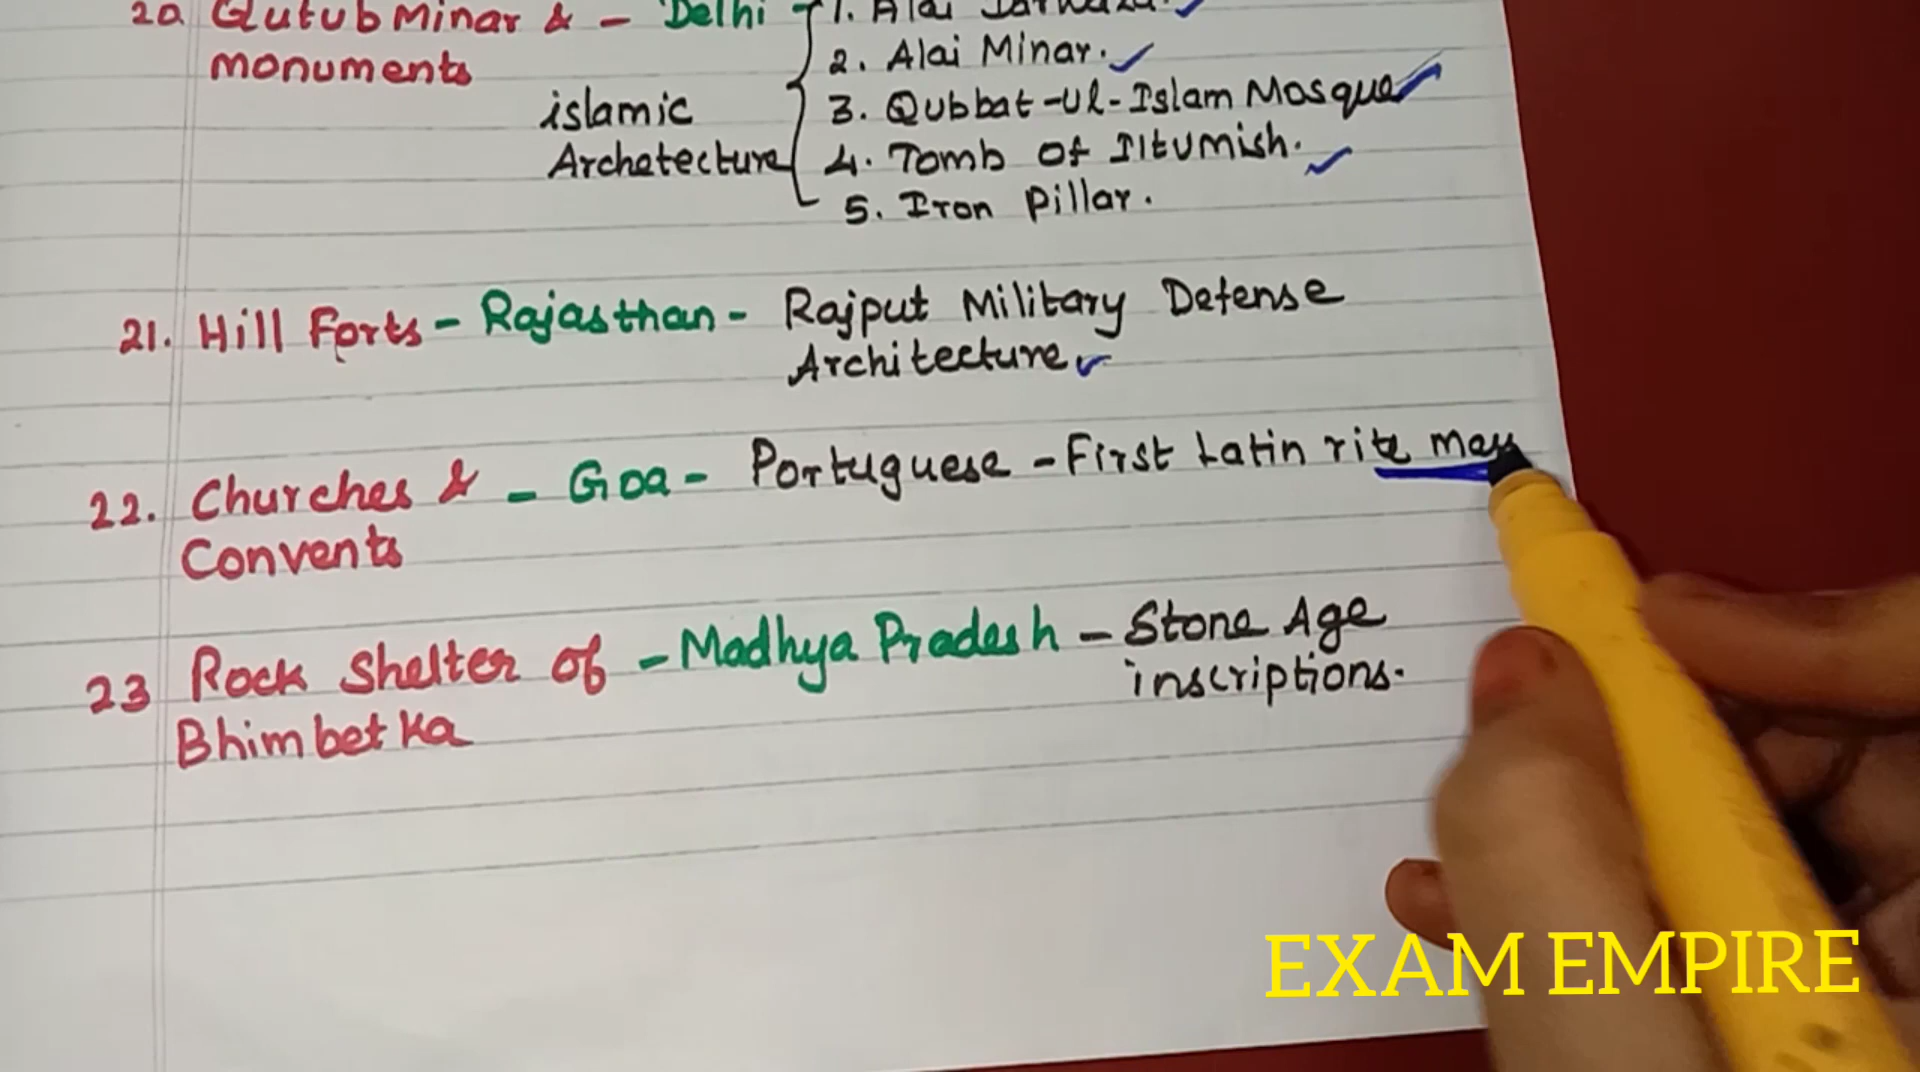 20 Qutub Minar & - Delhi - 1. Alai
monuments
2. Alai Minar.
islamic
3. Qubbat-ul-Islam Mosque
Archetecture
4. Tomb of Iltumish.
5. Iron Pillar.
21. Hill Forts - Rajasthan - Rajput Military Defense
Architecture
22. Churches & - Goa - Portuguese - First Latin rite
Convents
23 Rock Shelter of - Madhya Pradesh - Stone Age
Bhimbetka
inscriptions.
EXAM EMPIRE